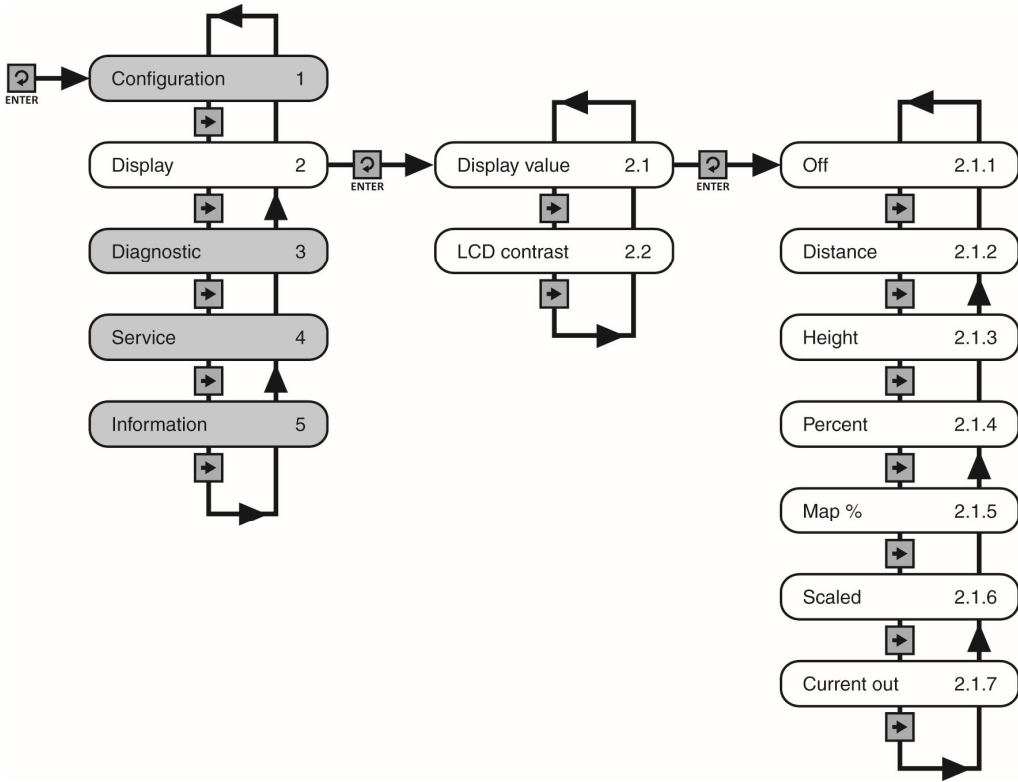 ENTER
Configuration 1
Display 2
ENTER
Diagnostic 3
Service 4
Information 5
Display value 2.1
ENTER
LCD contrast 2.2
Off 2.1.1
Distance 2.1.2
Height 2.1.3
Percent 2.1.4
Map % 2.1.5
Scaled 2.1.6
Current out 2.1.7